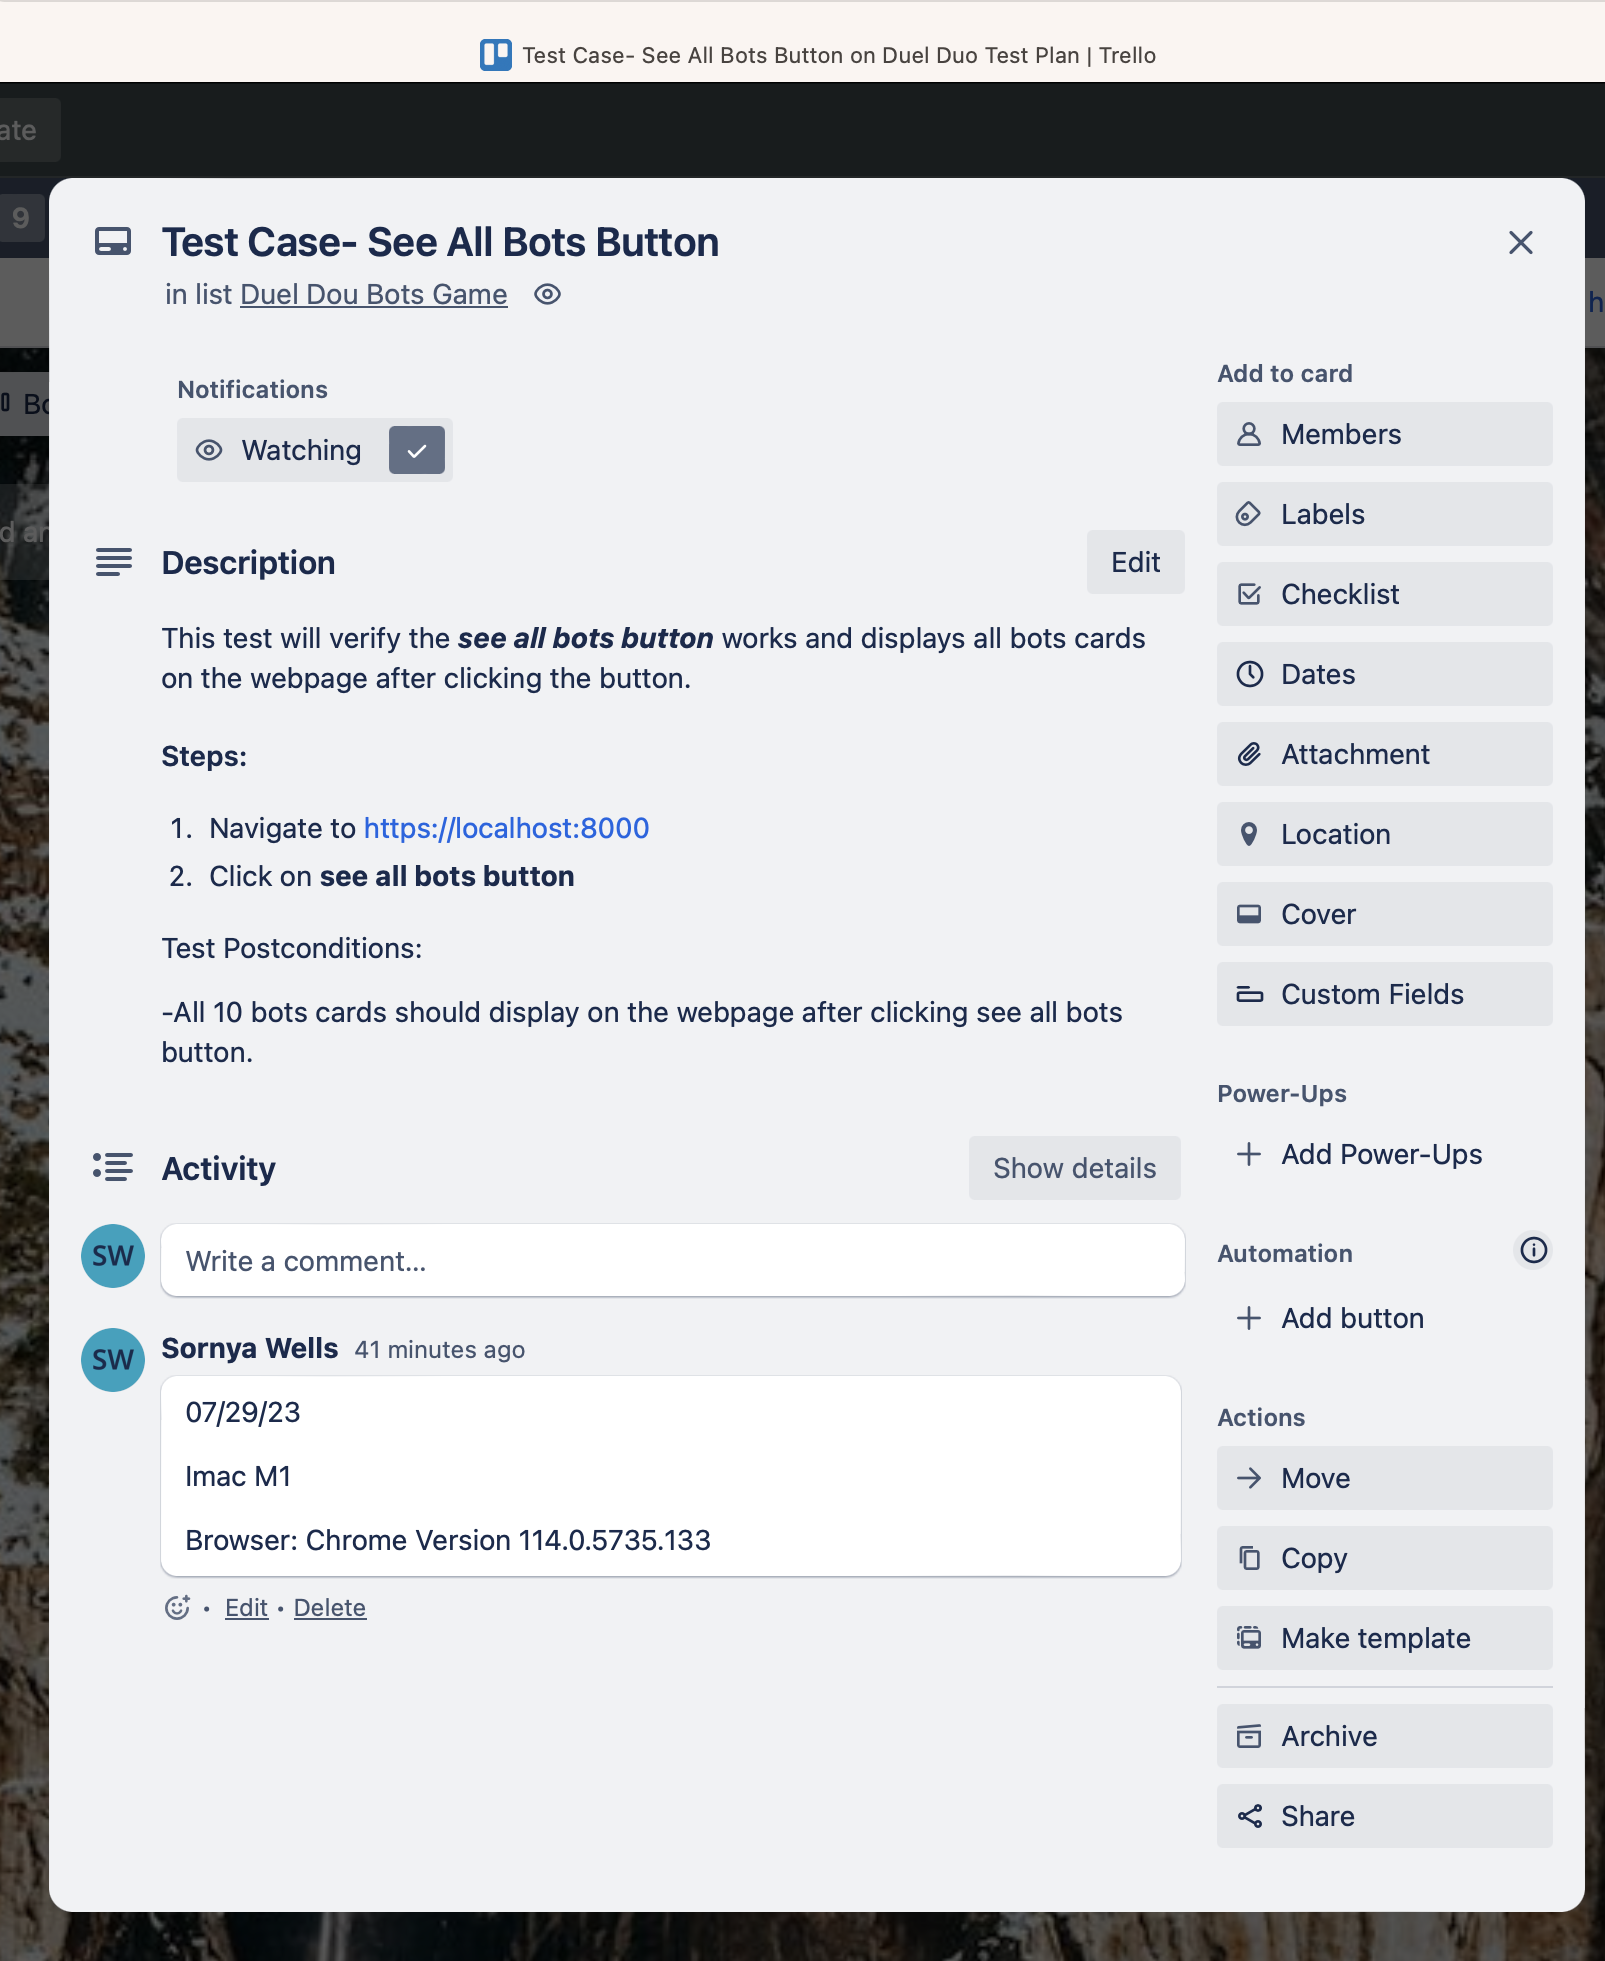 Test Case- See All Bots Button on Duel Duo Test Plan | Trello
ate
9
Test Case- See All Bots Button
in list Duel Dou Bots Game
h
Bo
d an
Notifications
Watching
Description
Edit
This test will verify the see all bots button works and displays all bots cards
on the webpage after clicking the button.
Steps:
1. Navigate to https://localhost:8000
2. Click on see all bots button
Test Postconditions:
-All 10 bots cards should display on the webpage after clicking see all bots
button.
Activity
Show details
SW
Write a comment...
SW
Sornya Wells 41 minutes ago
07/29/23
Imac M1
Browser: Chrome Version 114.0.5735.133
• Edit • Delete
Add to card
Members
Labels
Checklist
Dates
Attachment
Location
Cover
Custom Fields
Power-Ups
Add Power-Ups
Automation
Add button
Actions
Move
Copy
Make template
Archive
Share